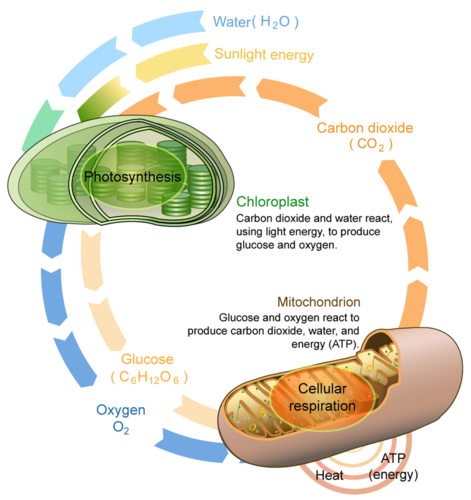 Water(H₂O)
Sunlight energy
Carbon dioxide
(CO₂)
Photosynthesis
Chloroplast
Carbon dioxide and water react,
using light energy, to produce
glucose and oxygen.
Mitochondrion
Glucose and oxygen react to
produce carbon dioxide, water, and
energy (ATP).
Glucose
(C₆H₁₂O₆)
Oxygen
O₂
Cellular
respiration
Heat
ATP
(energy)